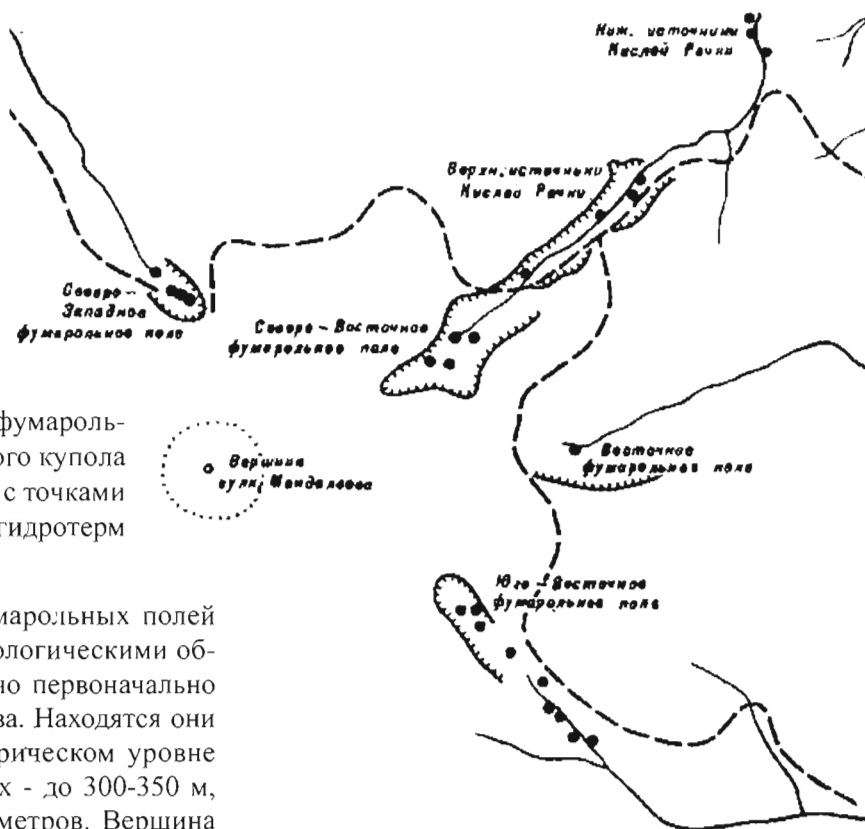 Ниж. источники
Кислой Речки
Верхн. источники
Кислой Речки
Северо-
Западное
фумарольное поле
Северо-Восточное
фумарольное поле
Восточное
фумарольное поле
Вершина
вулк. Менделеева
Юго-Восточное
фумарольное поле
фумароль-
ого купола
с точками
гидротерм
марольных полей
ологическими об-
но первоначально
ва. Находятся они
рическом уровне
х - до 300-350 м,
метров. Вершина